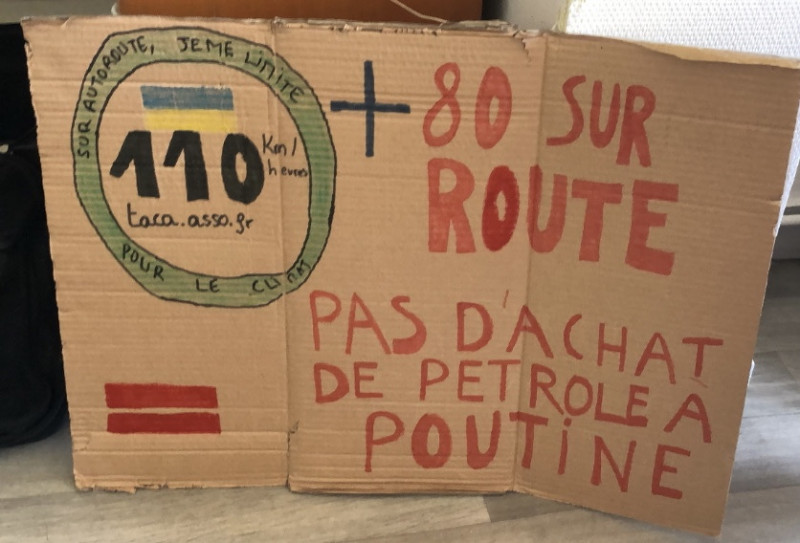 SUR AUTOROUTE, JE ME LIMITE
110 Km/heures
taca.asso.gr
POUR LE CLIMAT
+ 80 SUR
ROUTE
=
PAS D'ACHAT
DE PETROLE A
POUTINE